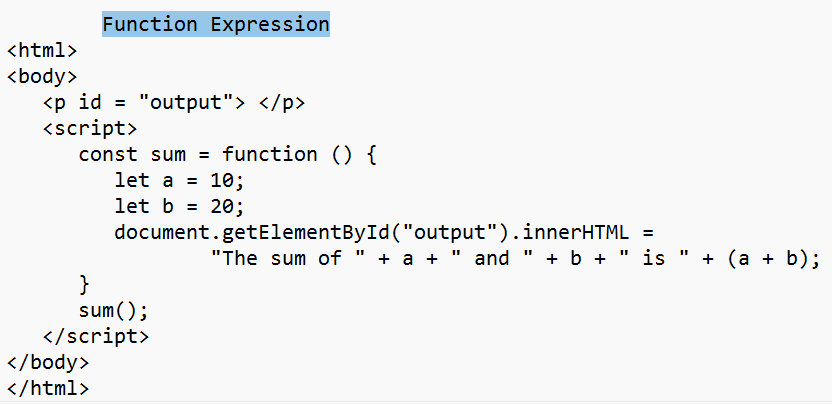 Function Expression
<html>
<body>
   <p id = "output"> </p>
   <script>
      const sum = function () {
         let a = 10;
         let b = 20;
         document.getElementById("output").innerHTML =
                 "The sum of " + a + " and " + b + " is " + (a + b);
      }
      sum();
   </script>
</body>
</html>